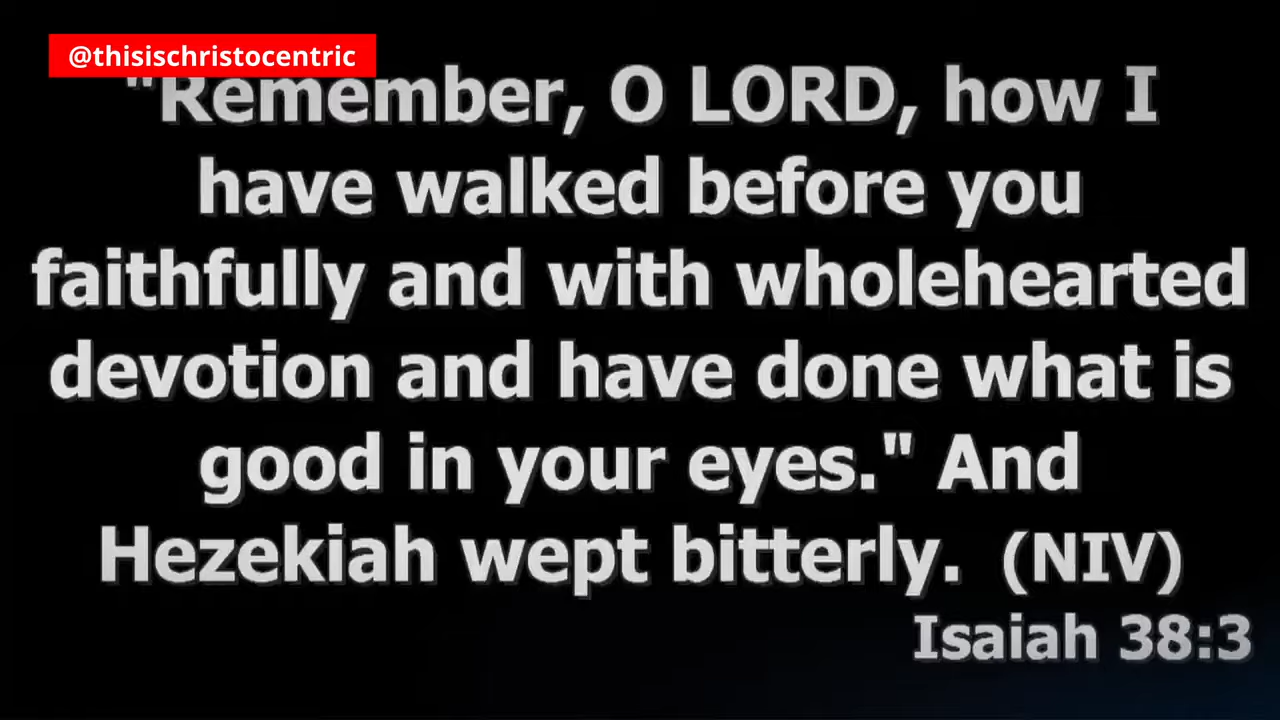 @thisischristocentric
"Remember, O LORD, how I
have walked before you
faithfully and with wholehearted
devotion and have done what is
good in your eyes." And
Hezekiah wept bitterly. (NIV)
Isaiah 38:3